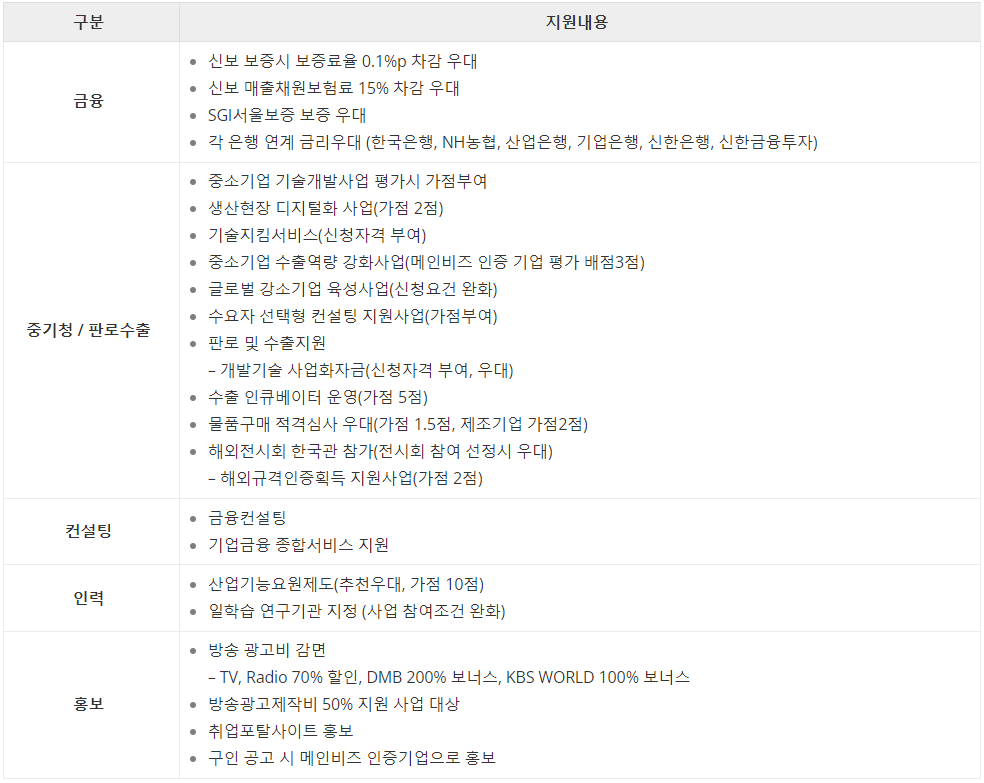 구분 지원내용
금융
• 신보 보증시 보증료율 0.1%p 차감 우대
• 신보 매출채원보험료 15% 차감 우대
• SGI서울보증 보증 우대
• 각 은행 연계 금리우대 (한국은행, NH농협, 산업은행, 기업은행, 신한은행, 신한금융투자)
중기청 / 판로수출
• 중소기업 기술개발사업 평가시 가점부여
• 생산현장 디지털화 사업(가점 2점)
• 기술지킴서비스(신청자격 부여)
• 중소기업 수출역량 강화사업(메인비즈 인증 기업 평가 배점3점)
• 글로벌 강소기업 육성사업(신청요건 완화)
• 수요자 선택형 컨설팅 지원사업(가점부여)
• 판로 및 수출지원
– 개발기술 사업화자금(신청자격 부여, 우대)
• 수출 인큐베이터 운영(가점 5점)
• 물품구매 적격심사 우대(가점 1.5점, 제조기업 가점2점)
• 해외전시회 한국관 참가(전시회 참여 선정시 우대)
– 해외규격인증획득 지원사업(가점 2점)
컨설팅
• 금융컨설팅
• 기업금융 종합서비스 지원
인력
• 산업기능요원제도(추천우대, 가점 10점)
• 일학습 연구기관 지정 (사업 참여조건 완화)
홍보
• 방송 광고비 감면
– TV, Radio 70% 할인, DMB 200% 보너스, KBS WORLD 100% 보너스
• 방송광고제작비 50% 지원 사업 대상
• 취업포탈사이트 홍보
• 구인 공고 시 메인비즈 인증기업으로 홍보